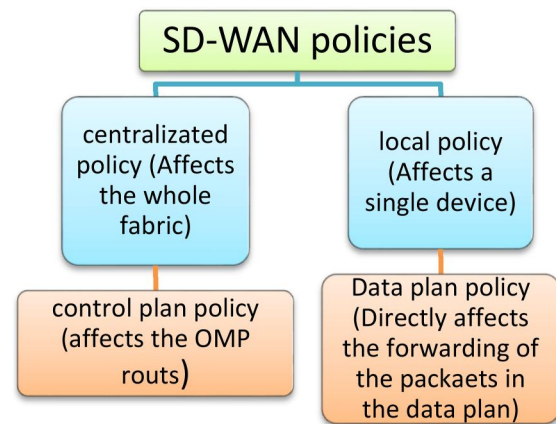 SD-WAN policies
centralizated
policy (Affects
the whole
fabric)
local policy
(Affects a
single device)
control plan policy
(affects the OMP
routs)
Data plan policy
(Directly affects
the forwarding of
the packaets in
the data plan)